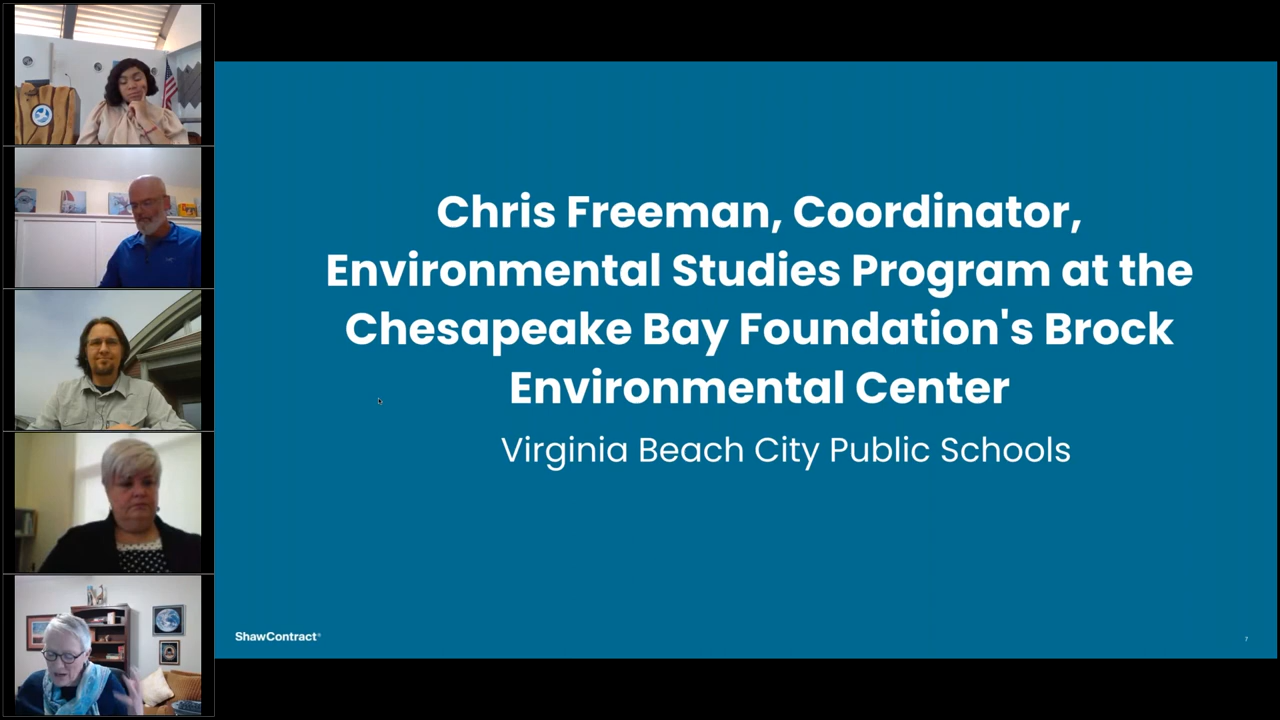 Chris Freeman, Coordinator,
Environmental Studies Program at the
Chesapeake Bay Foundation's Brock
Environmental Center
Virginia Beach City Public Schools
ShawContract®
7